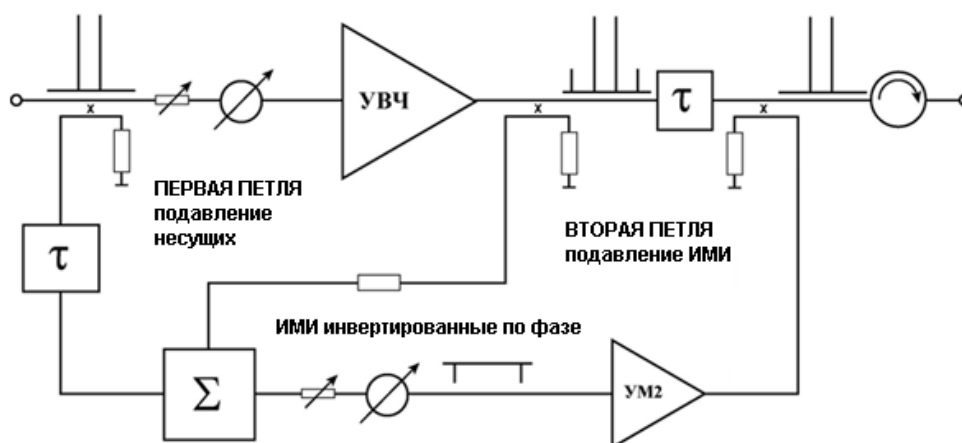 УВЧ
τ
ПЕРВАЯ ПЕТЛЯ
подавление
несущих
ВТОРАЯ ПЕТЛЯ
подавление ИМИ
τ
ИМИ инвертированные по фазе
Σ
УМ2